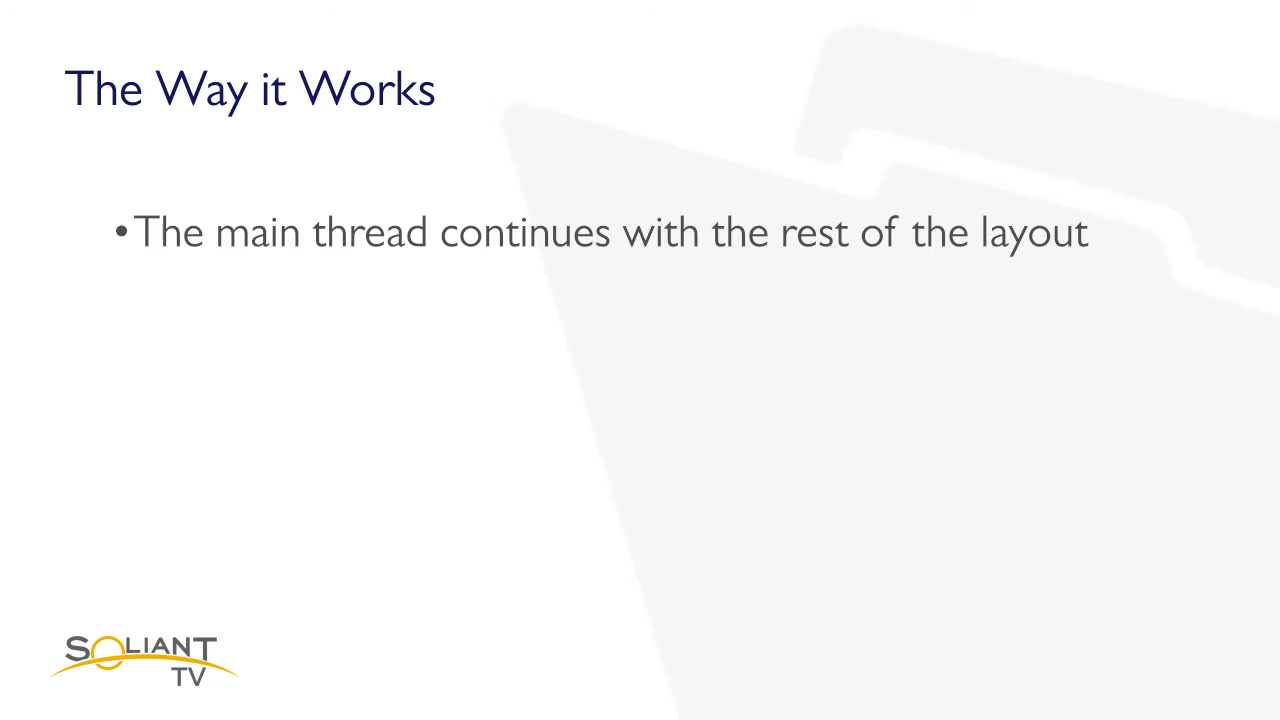 The Way it Works
•The main thread continues with the rest of the layout
SOLIANT
TV